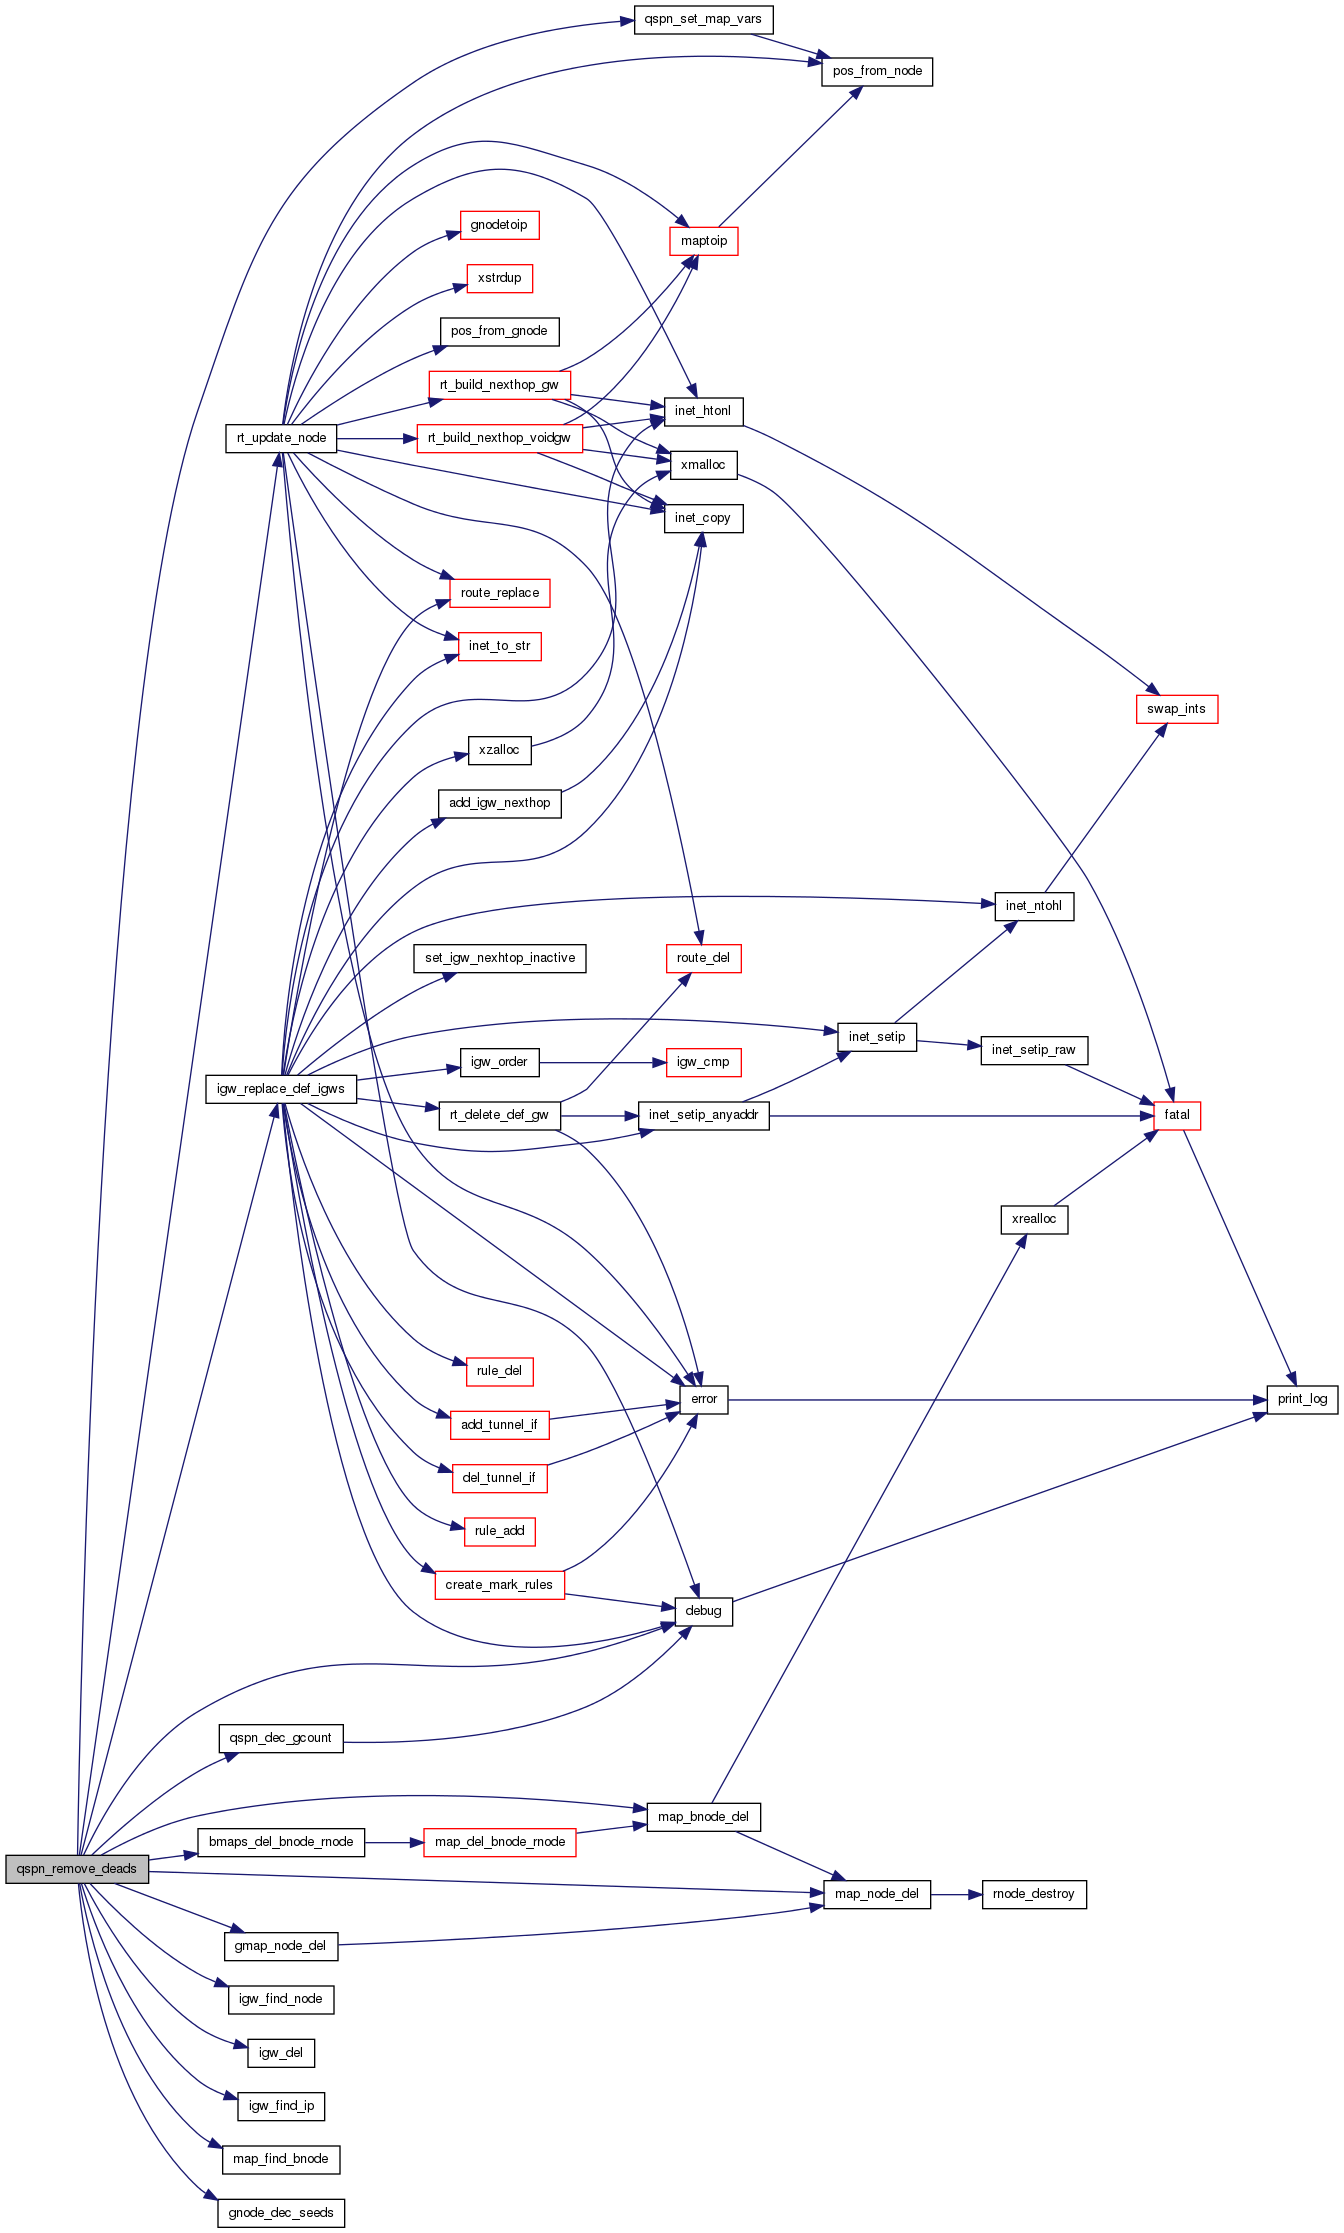 qspn_set_map_vars
pos_from_node
gnodetoip
maptoip
xstrdup
pos_from_gnode
rt_build_nexthop_gw
inet_htonl
rt_update_node
rt_build_nexthop_voidgw
xmalloc
inet_copy
route_replace
inet_to_str
swap_ints
xzalloc
add_igw_nexthop
inet_ntohl
set_igw_nexhtop_inactive
route_del
inet_setip
inet_setip_raw
igw_order
igw_cmp
igw_replace_def_igws
rt_delete_def_gw
inet_setip_anyaddr
fatal
xrealloc
rule_del
error
print_log
add_tunnel_if
del_tunnel_if
rule_add
create_mark_rules
debug
qspn_dec_gcount
map_bnode_del
bmaps_del_bnode_rnode
map_del_bnode_rnode
qspn_remove_deads
map_node_del
rnode_destroy
gmap_node_del
igw_find_node
igw_del
igw_find_ip
map_find_bnode
gnode_dec_seeds